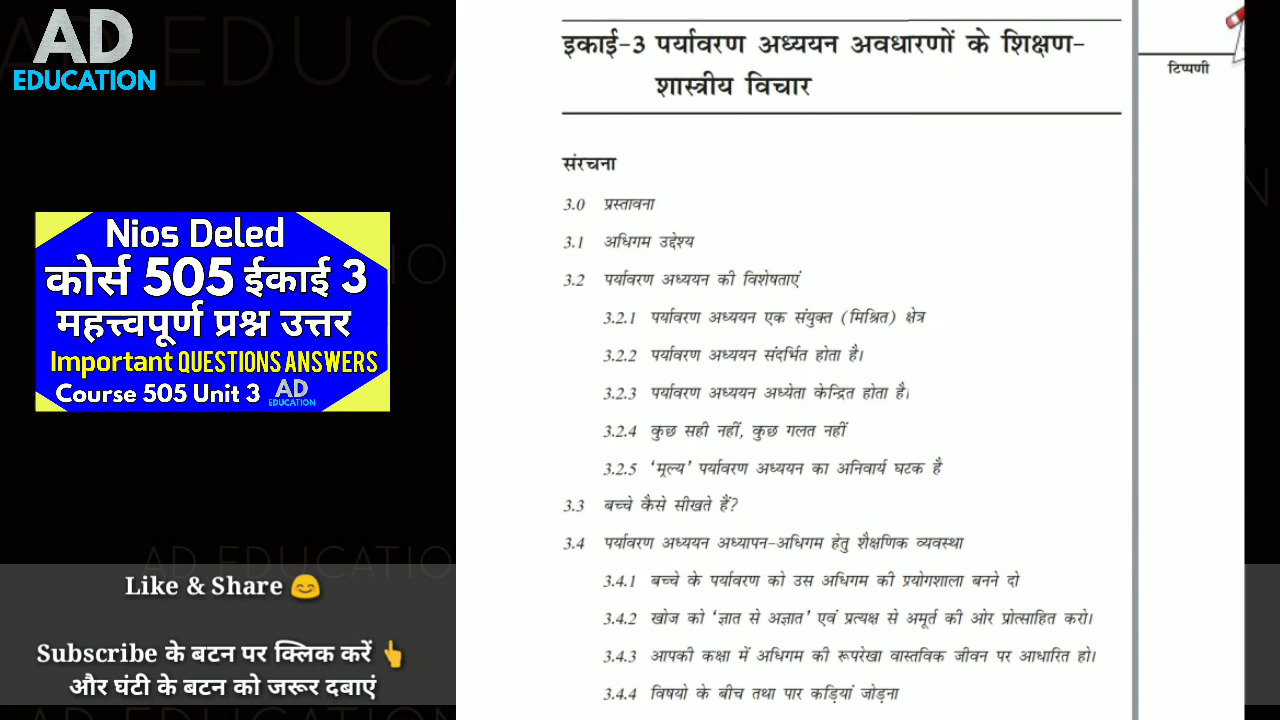 AD
EDUCATION
Nios Deled
कोर्स 505 ईकाई 3
महत्त्वपूर्ण प्रश्न उत्तर
Important QUESTIONS ANSWERS
Course 505 Unit 3 AD
EDUCATION
Like & Share 😊
Subscribe के बटन पर क्लिक करें 👆
और घंटी के बटन को जरूर दबाएं
इकाई-3 पर्यावरण अध्ययन अवधारणों के शिक्षण-
शास्त्रीय विचार
टिप्पणी
संरचना
3.0 प्रस्तावना
3.1 अधिगम उद्देश्य
3.2 पर्यावरण अध्ययन की विशेषताएं
3.2.1 पर्यावरण अध्ययन एक संयुक्त (मिश्रित) क्षेत्र
3.2.2 पर्यावरण अध्ययन संदर्भित होता है।
3.2.3 पर्यावरण अध्ययन अध्येता केन्द्रित होता है।
3.2.4 कुछ सही नहीं, कुछ गलत नहीं
3.2.5 ‘मूल्य’ पर्यावरण अध्ययन का अनिवार्य घटक है
3.3 बच्चे कैसे सीखते हैं?
3.4 पर्यावरण अध्ययन अध्यापन-अधिगम हेतु शैक्षणिक व्यवस्था
3.4.1 बच्चे के पर्यावरण को उस अधिगम की प्रयोगशाला बनने दो
3.4.2 खोज को ‘ज्ञात से अज्ञात’ एवं प्रत्यक्ष से अमूर्त की ओर प्रोत्साहित करो।
3.4.3 आपकी कक्षा में अधिगम की रूपरेखा वास्तविक जीवन पर आधारित हो।
3.4.4 विषयो के बीच तथा पार कड़ियां जोड़ना
AD EDUCATION